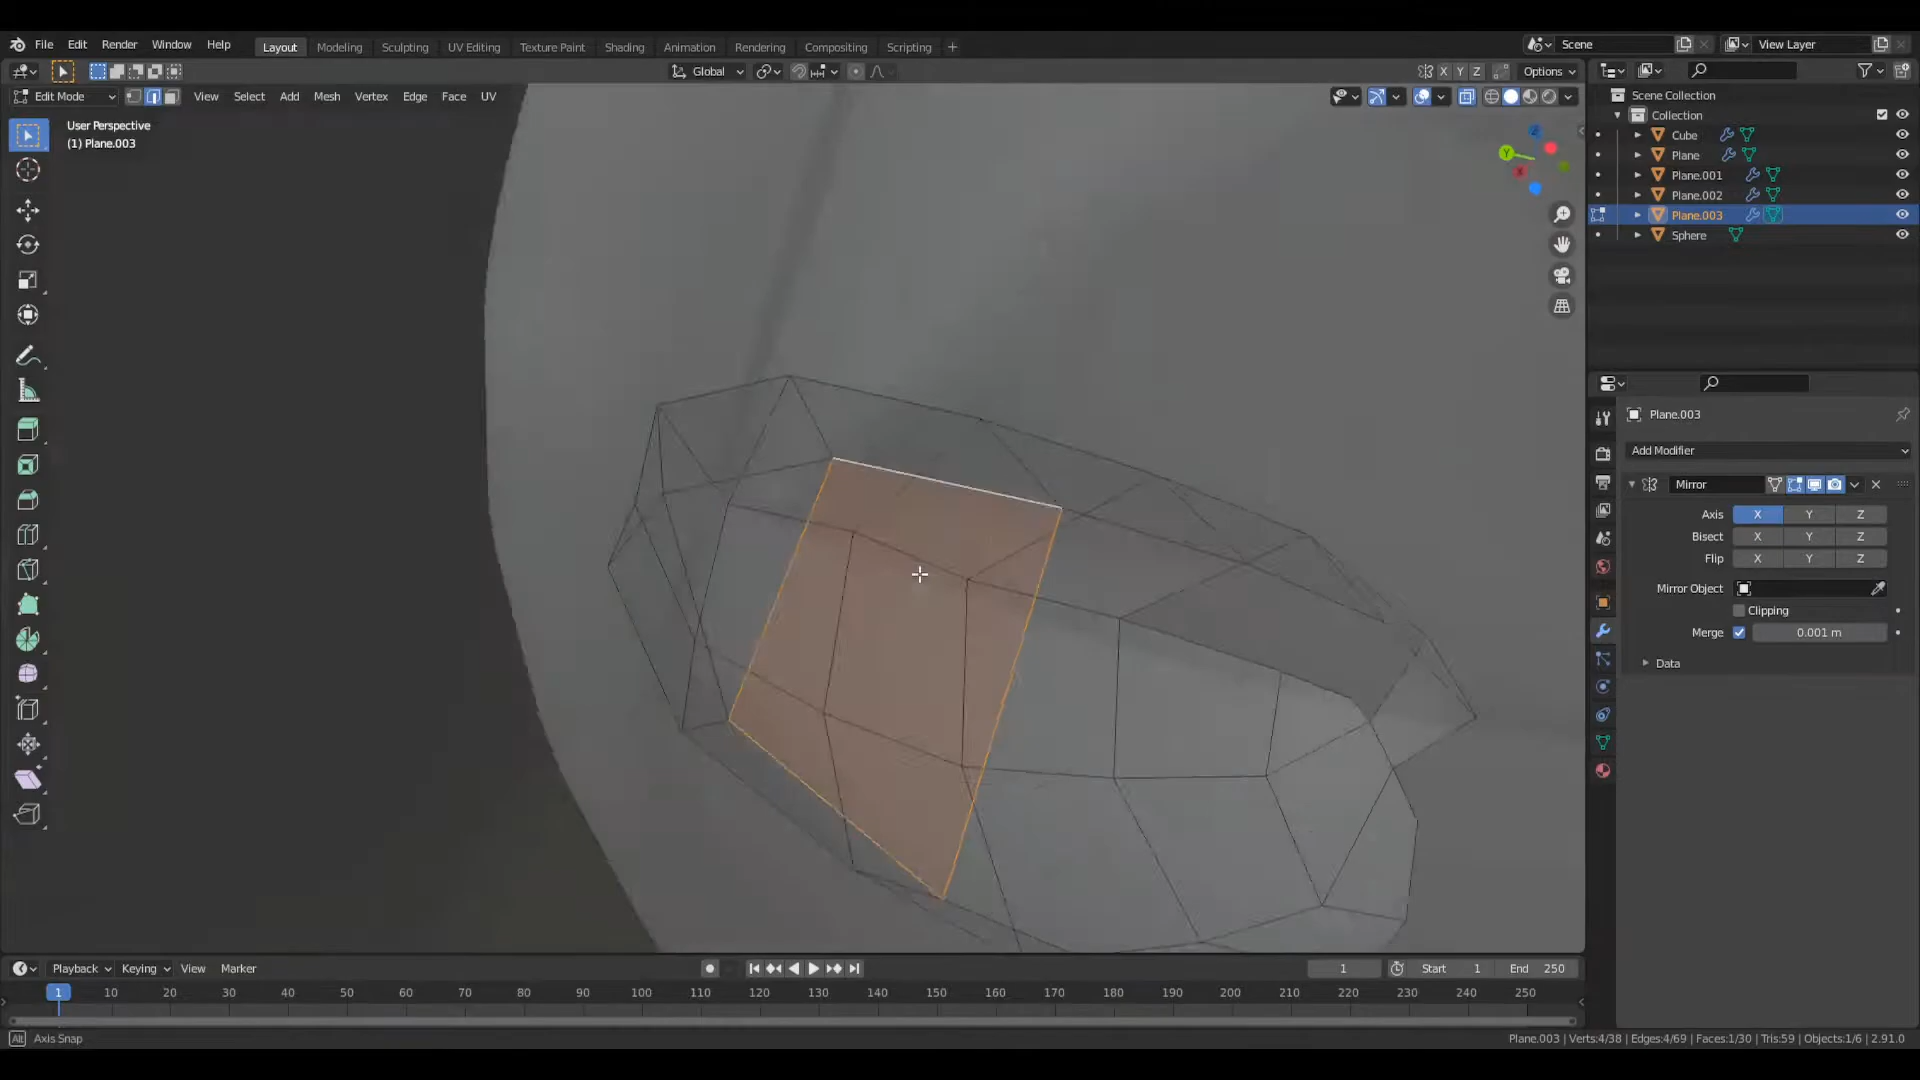 File Edit Render Window Help Layout Modeling Sculpting UV Editing Texture Paint Shading Animation Rendering Compositing Scripting + Scene View Layer
Global X Y Z Options
Edit Mode View Select Add Mesh Vertex Edge Face UV
User Perspective
(1) Plane.003
Z
Y
X
Scene Collection
Collection
Cube
Plane
Plane.001
Plane.002
Plane.003
Sphere
Plane.003
Add Modifier
Mirror
Axis X Y Z
Bisect X Y Z
Flip X Y Z
Mirror Object
Clipping
Merge 0.001 m
Data
Playback Keying View Marker 1 Start 1 End 250
1 10 20 30 40 50 60 70 80 90 100 110 120 130 140 150 160 170 180 190 200 210 220 230 240 250
Alt Axis Snap
Plane.003 | Verts:4/38 | Edges:4/69 | Faces:1/30 | Tris:59 | Objects:1/6 | 2.91.0